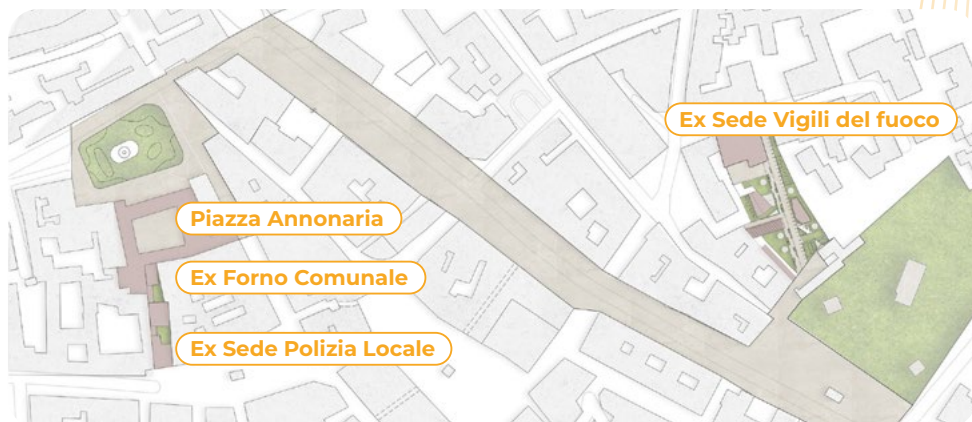 Ex Sede Vigili del fuoco
Piazza Annonaria
Ex Forno Comunale
Ex Sede Polizia Locale